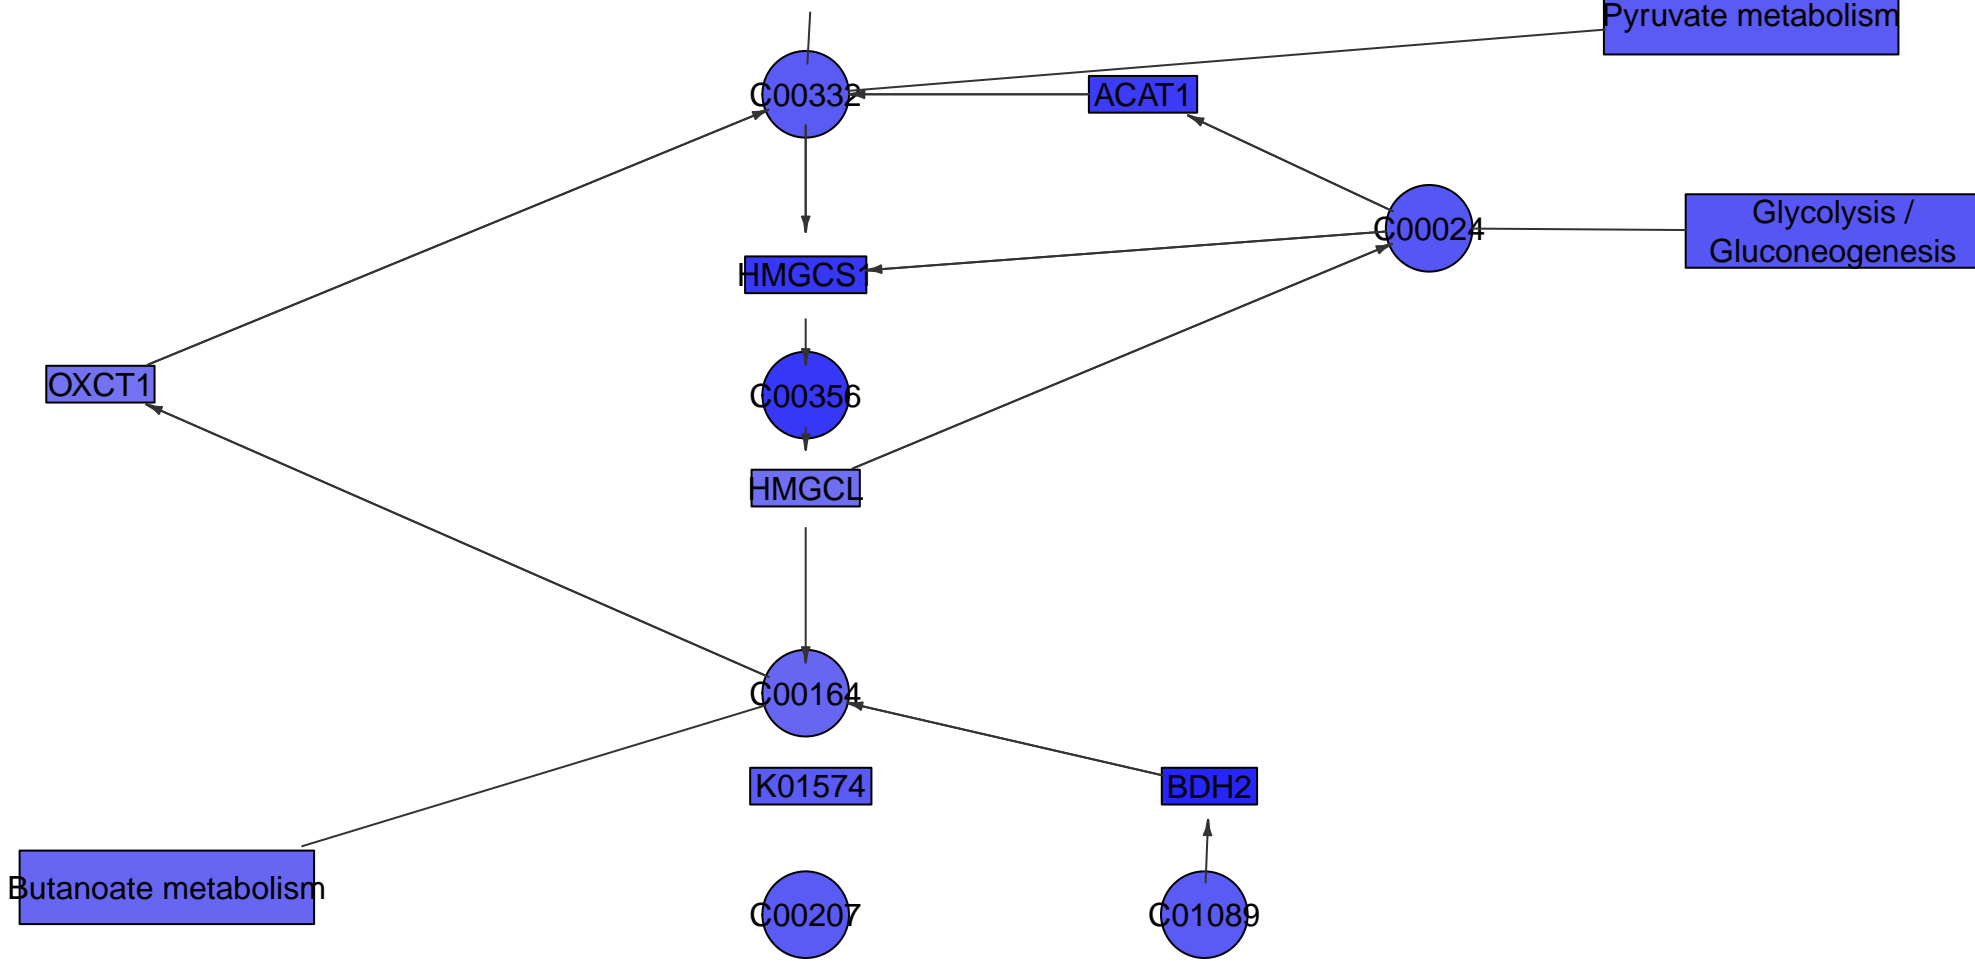 Pyruvate metabolism
C00332
ACAT1
C00024
Glycolysis /
Gluconeogenesis
HMGCS1
OXCT1
C00356
HMGCL
C00164
K01574
BDH2
Butanoate metabolism
C00207
C01089